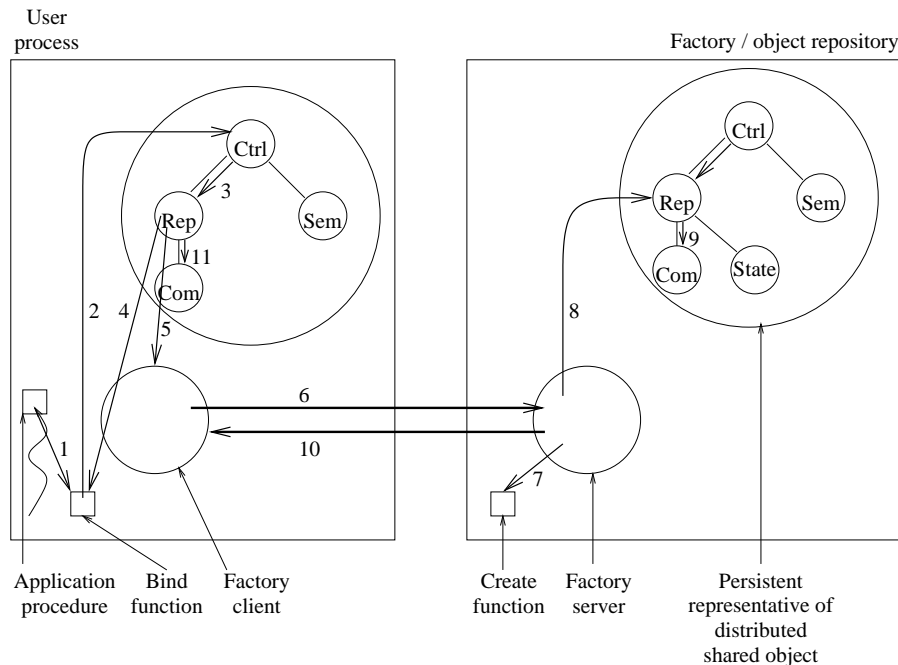 User
process
Factory / object repository
Ctrl
3
Rep
Sem
11
Com
2
4
5
Ctrl
Rep
Sem
9
Com
State
8
6
10
1
7
Application
procedure
Bind
function
Factory
client
Create
function
Factory
server
Persistent
representative of
distributed
shared object